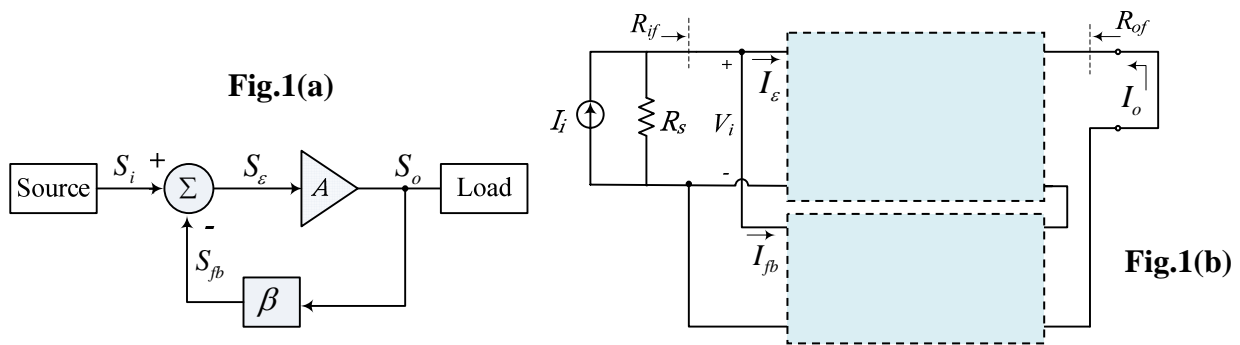 Fig.1(a)
Source
S_i
+
Σ
-
S_ε
A
S_o
Load
S_fb
β
R_if
R_of
+
I_ε
I_i
R_s
V_i
-
I_o
I_fb
Fig.1(b)